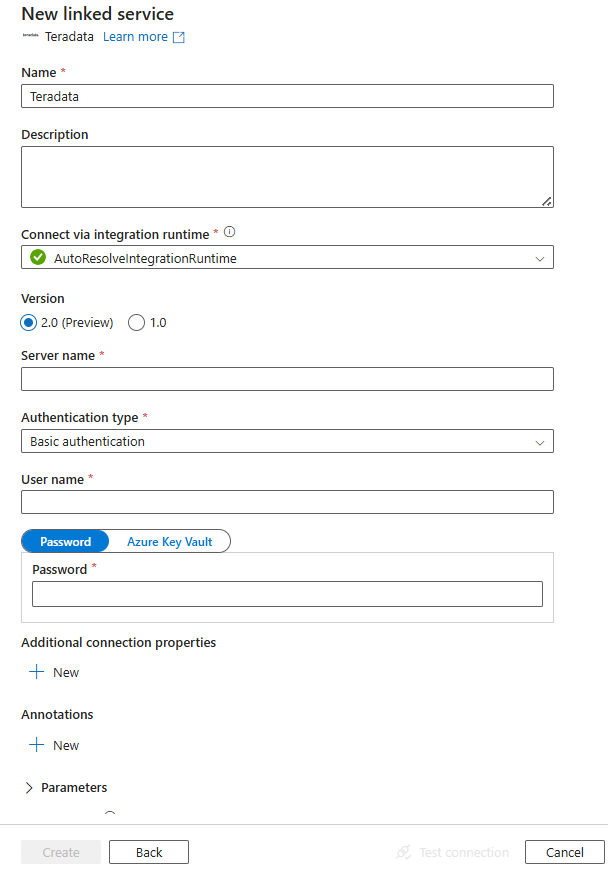 New linked service
teradata. Teradata Learn more
Name *
Teradata
Description
Connect via integration runtime *
AutoResolveIntegrationRuntime
Version
2.0 (Preview) 1.0
Server name *
Authentication type *
Basic authentication
User name *
Password Azure Key Vault
Password *
Additional connection properties
New
Annotations
New
Parameters
Create Back Test connection Cancel